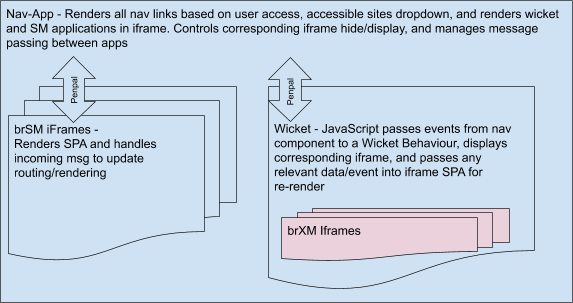 Nav-App - Renders all nav links based on user access, accessible sites dropdown, and renders wicket
and SM applications in iframe. Controls corresponding iframe hide/display, and manages message
passing between apps
Penpal
Penpal
brSM iFrames -
Renders SPA and handles
incoming msg to update
routing/rendering
Wicket - JavaScript passes events from nav
component to a Wicket Behaviour, displays
corresponding iframe, and passes any
relevant data/event into iframe SPA for
re-render
brXM Iframes